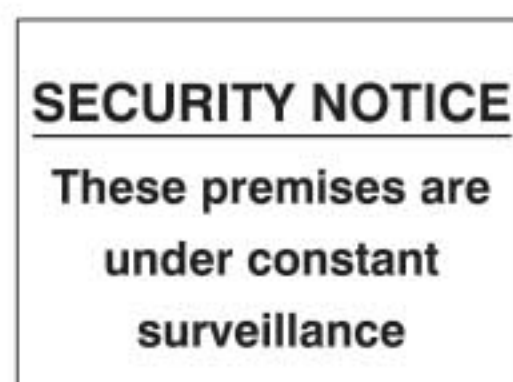 SECURITY NOTICE
These premises are
under constant
surveillance